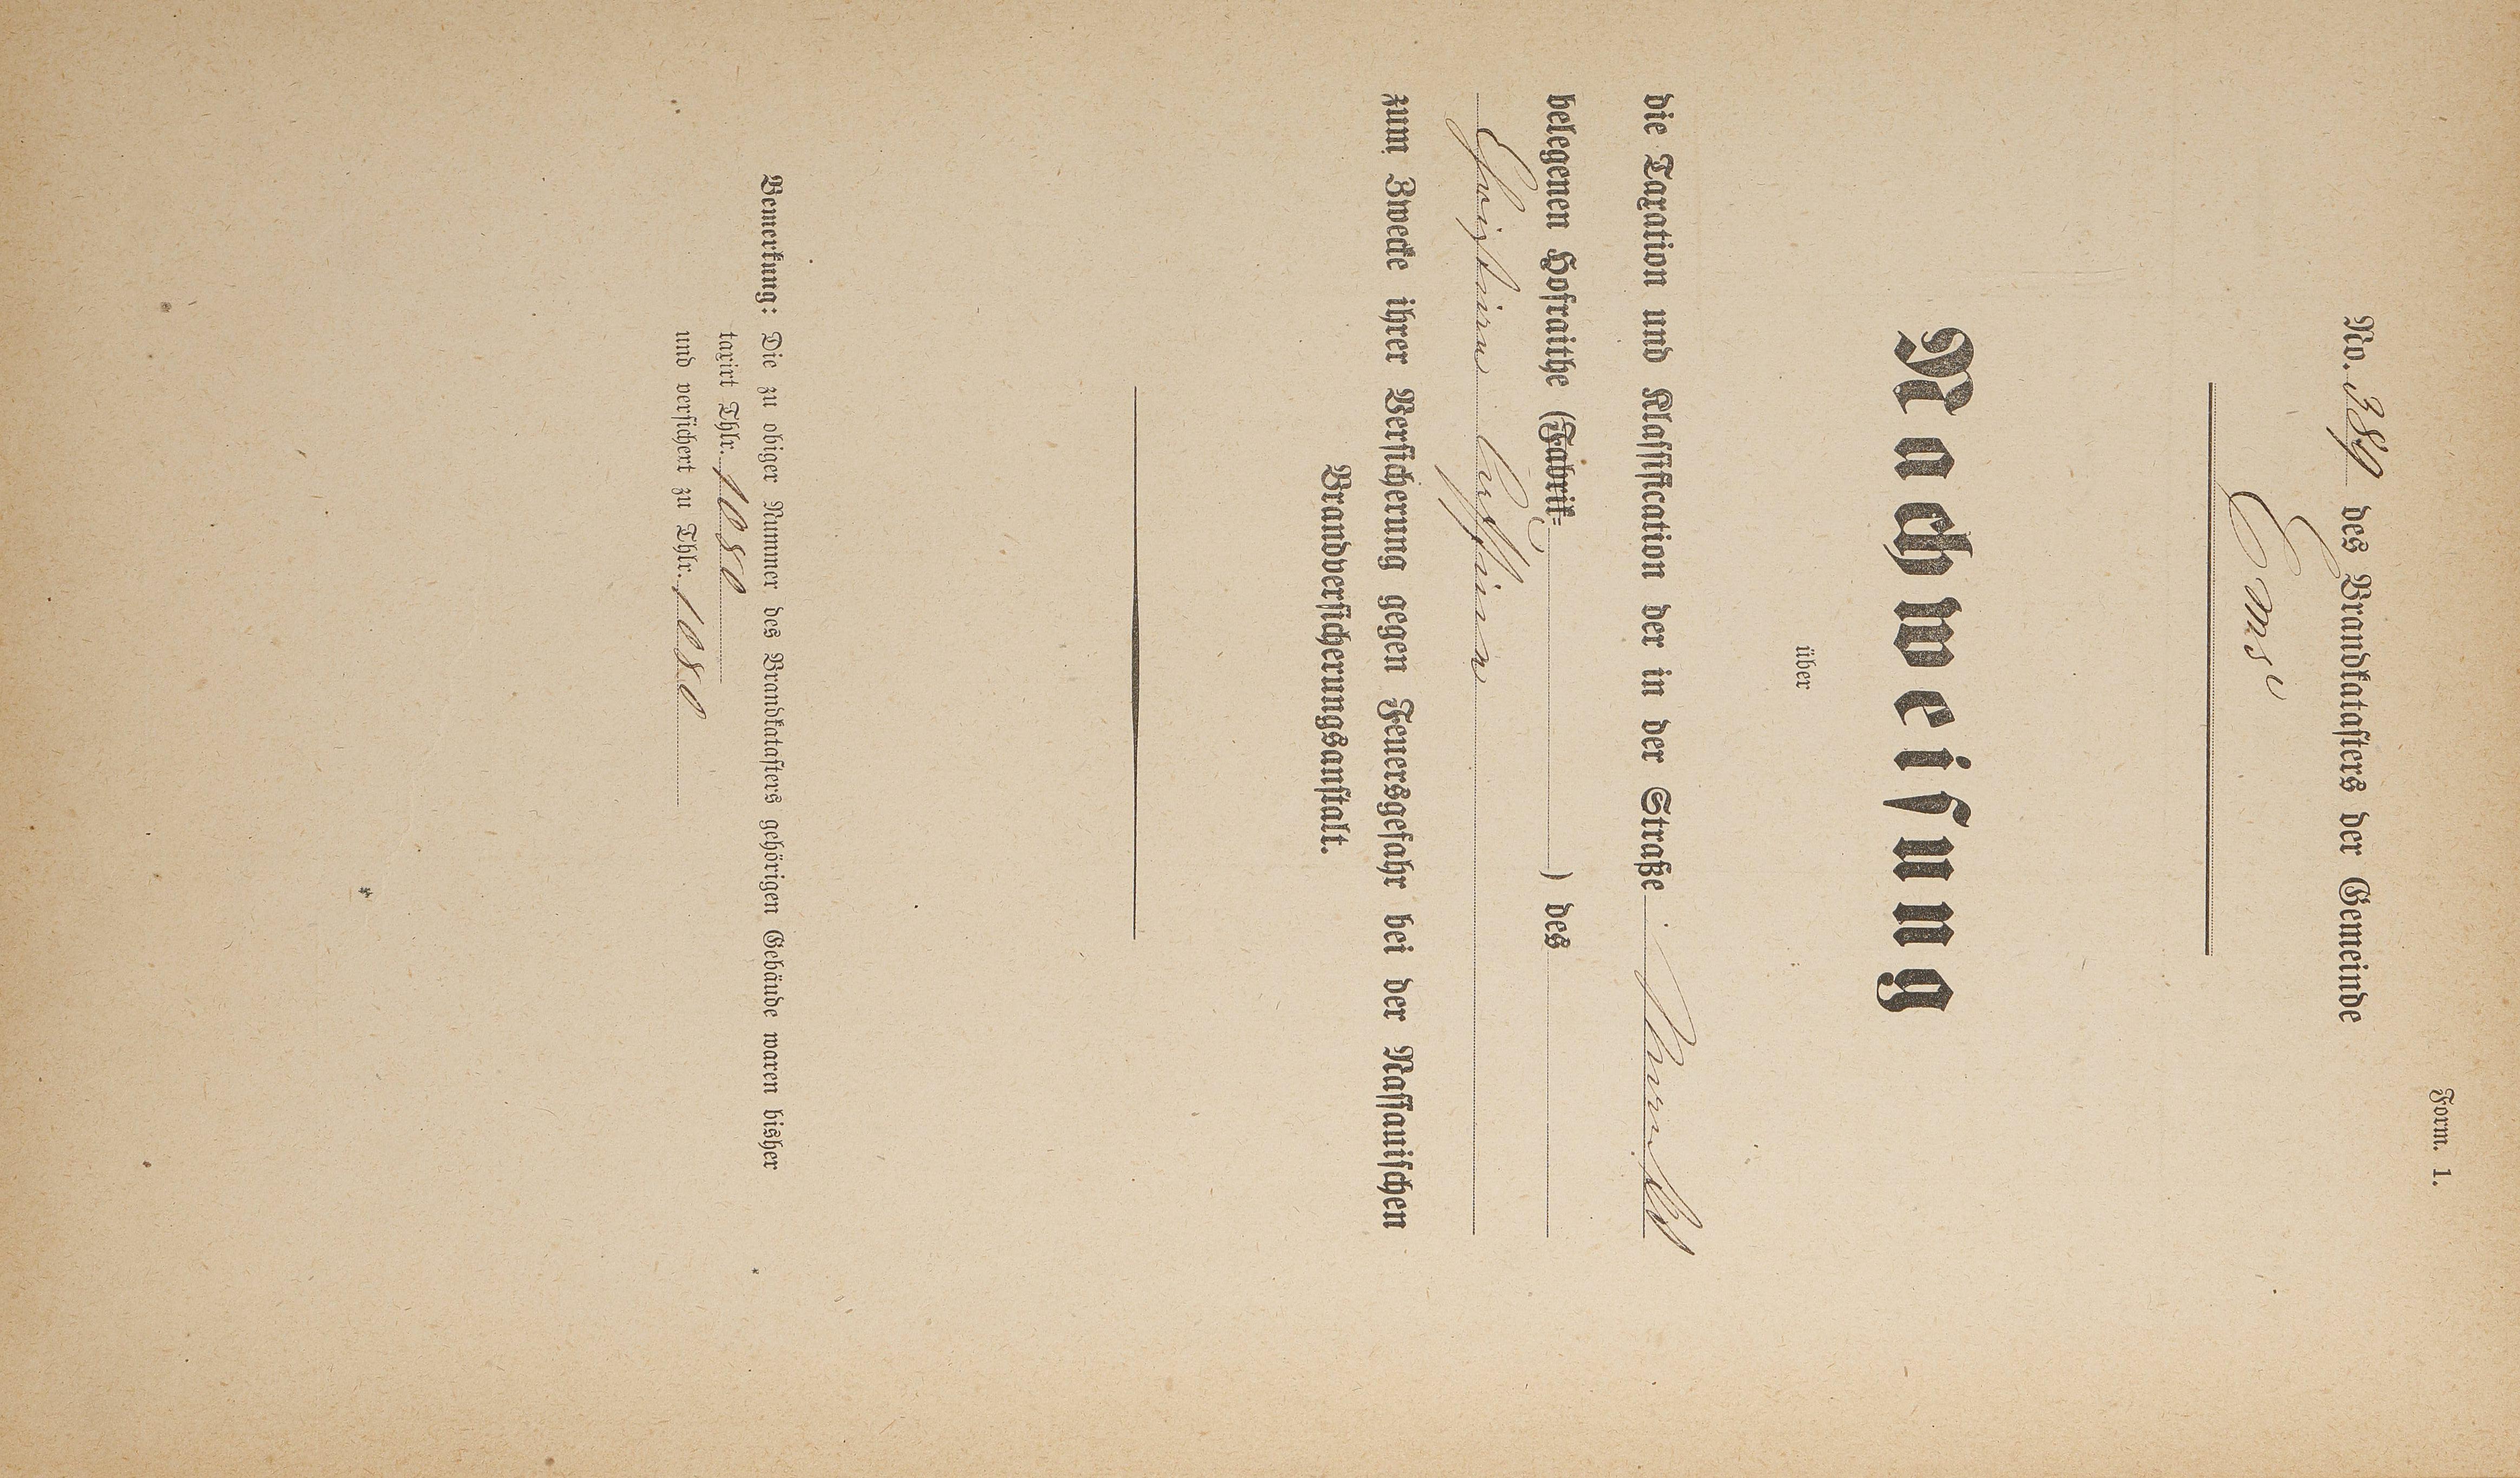 Form. 1.
No. 389 des Brandkatasters der Gemeinde
Ems
Nachweisung
über
die Taxation und Klassification der in der Straße
belegenen Hofraithe (Fabrik= ) des
zum Zwecke ihrer Versicherung gegen Feuersgefahr bei der Nassauischen
Brandversicherungsanstalt.
Bemerkung: Die zu obiger Nummer des Brandkatasters gehörigen Gebäude waren bisher
taxirt Thlr. 1080
und versichert zu Thlr. 1080